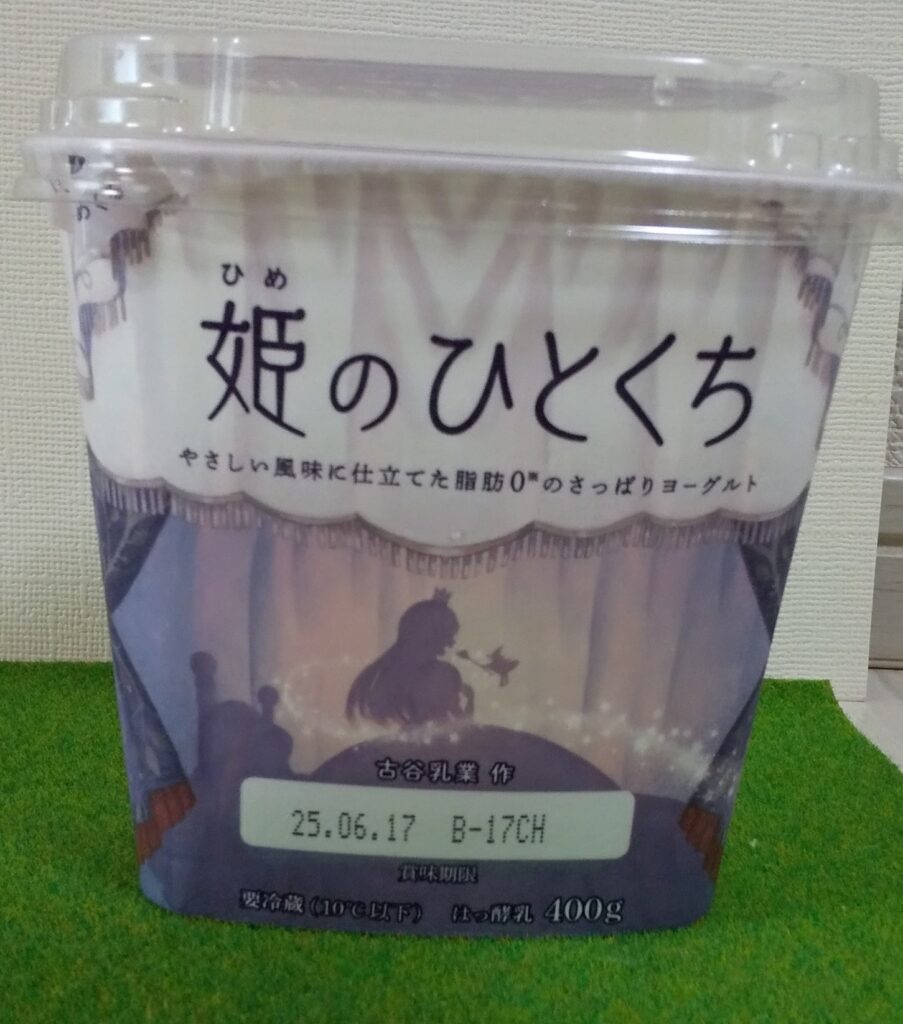 ひめ
姫のひとくち
やさしい風味に仕立てた脂肪0※のさっぱりヨーグルト
古谷乳業 作
25.06.17 B-17CH
賞味期限
要冷蔵(10℃以下) はっ酵乳 400g